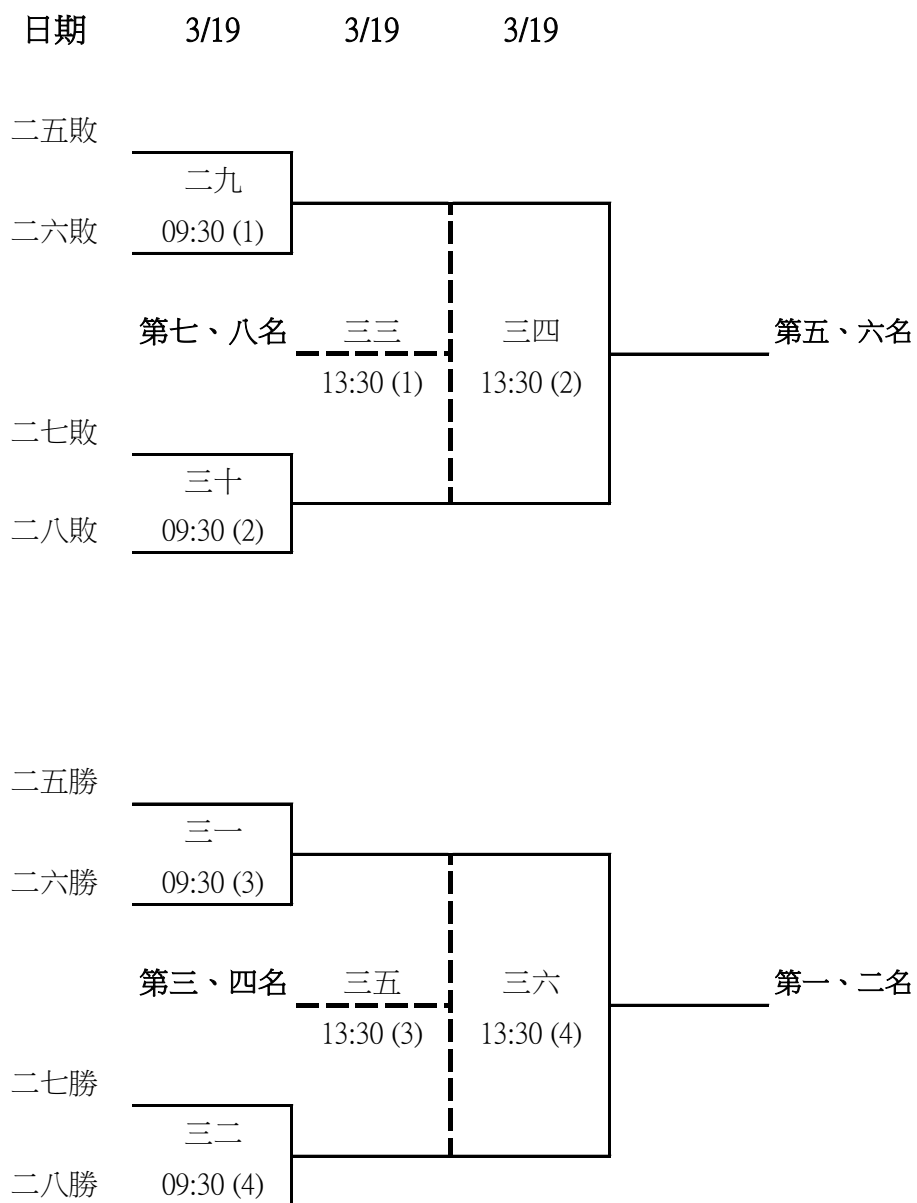 日期 3/19 3/19 3/19
二五敗
二九
二六敗 09:30 (1)
第七、八名 三三 三四 第五、六名
13:30 (1) 13:30 (2)
二七敗
三十
二八敗 09:30 (2)
二五勝
三一
二六勝 09:30 (3)
第三、四名 三五 三六 第一、二名
13:30 (3) 13:30 (4)
二七勝
三二
二八勝 09:30 (4)